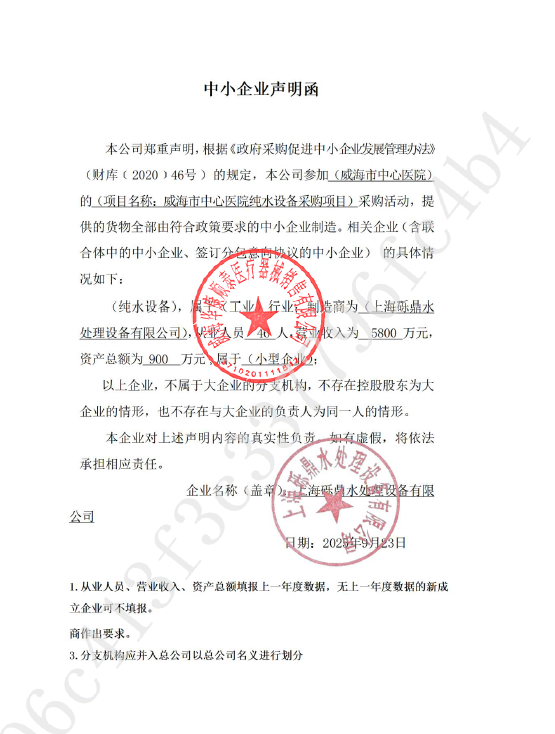 中小企业声明函
本公司郑重声明，根据《政府采购促进中小企业发展管理办法》
（财库﹝2020﹞46号）的规定，本公司参加（威海市中心医院）
的（项目名称：威海市中心医院纯水设备采购项目）采购活动，提
供的货物全部由符合政策要求的中小企业制造。相关企业（含联
合体中的中小企业、签订分包意向协议的中小企业） 的具体情
况如下：
（纯水设备），属于（工业）行业；制造商为（上海砾鼎水
处理设备有限公司），从业人员 46 人，营业收入为 5800 万元，
资产总额为 900 万元，属于（小型企业）；
以上企业，不属于大企业的分支机构，不存在控股股东为大
企业的情形，也不存在与大企业的负责人为同一人的情形。
本企业对上述声明内容的真实性负责。如有虚假，将依法
承担相应责任。
企业名称（盖章）：上海砾鼎水处理设备有限
公司
日期：2025年9月23日
上海砾鼎水处理设备有限公司
1.从业人员、营业收入、资产总额填报上一年度数据，无上一年度数据的新成
立企业可不填报。
商作出要求。
3.分支机构应并入总公司以总公司名义进行划分